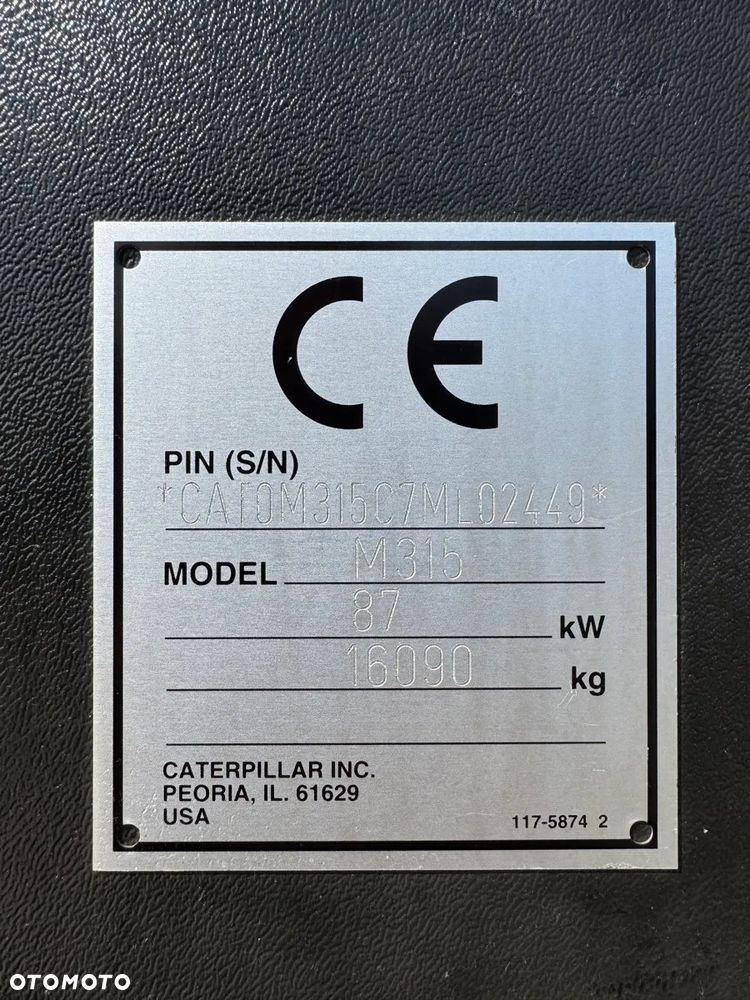 CE
PIN (S/N)
*CAT0M315C7ML02449*
MODEL M315
87 kW
16090 kg
CATERPILLAR INC.
PEORIA, IL. 61629
USA
117-5874 2
OTOMOTO